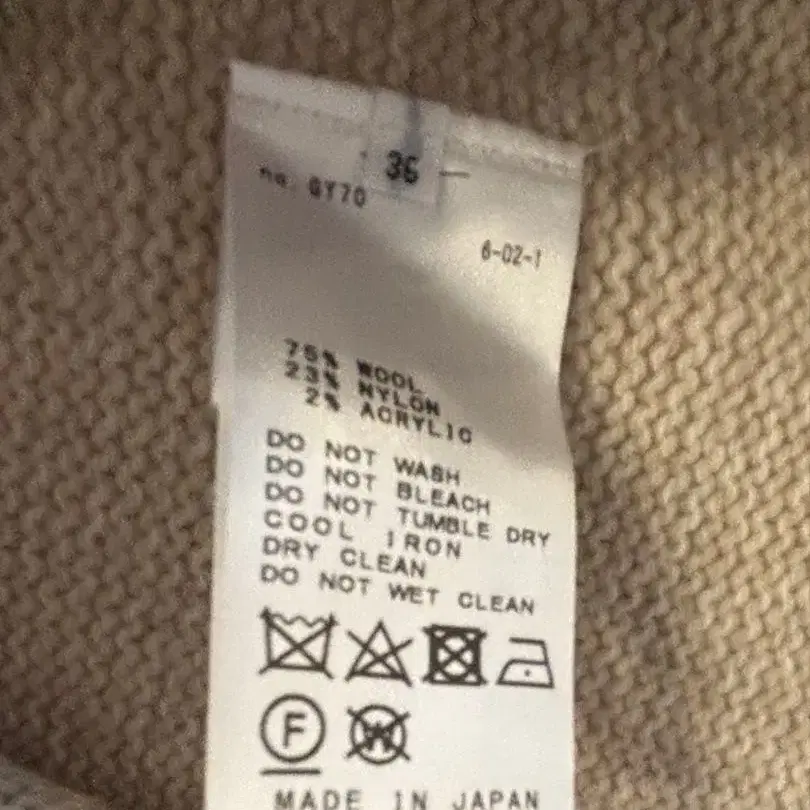 36
no. GY70
6-02-1
75% WOOL
23% NYLON
2% ACRYLIC
DO NOT WASH
DO NOT BLEACH
DO NOT TUMBLE DRY
COOL IRON
DRY CLEAN
DO NOT WET CLEAN
F W
MADE IN JAPAN